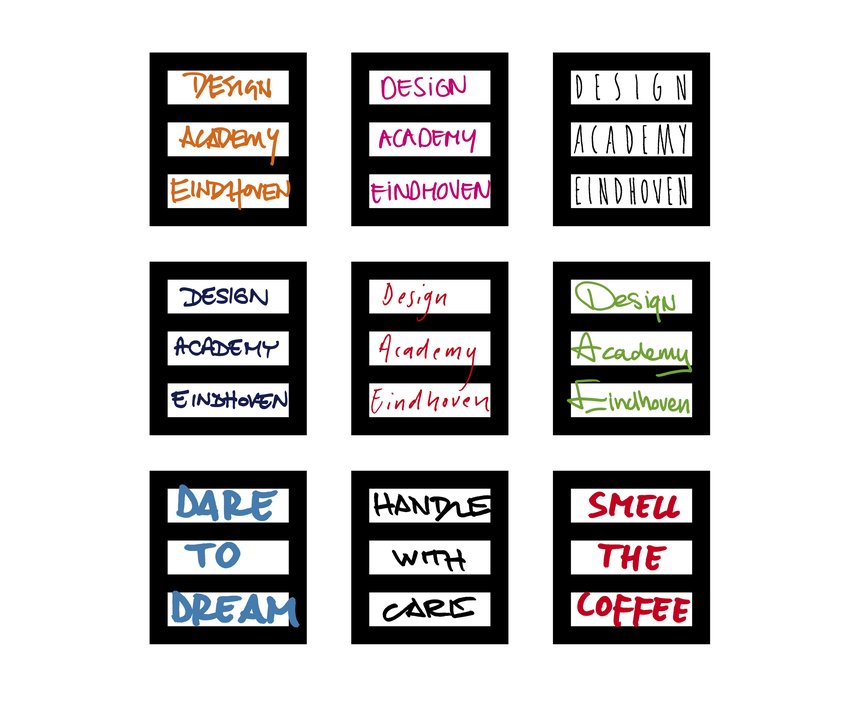 DESIGN
ACADEMY
EINDHOVEN
DESIGN
ACADEMY
EINDHOVEN
DESIGN
ACADEMY
EINDHOVEN
DESIGN
ACADEMY
EINDHOVEN
Design
Academy
Eindhoven
Design
Academy
Eindhoven
DARE
TO
DREAM
HANDLE
WITH
CARE
SMELL
THE
COFFEE